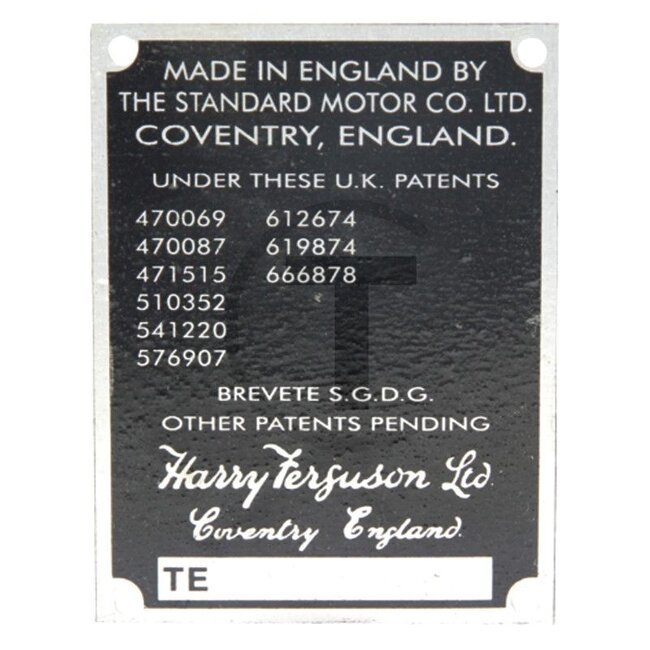 MADE IN ENGLAND BY
THE STANDARD MOTOR CO. LTD.
COVENTRY, ENGLAND.
UNDER THESE U.K. PATENTS
470069 612674
470087 619874
471515 666878
510352
541220
576907
BREVETE S.G.D.G.
OTHER PATENTS PENDING
Harry Ferguson Ltd.
Coventry England.
TE